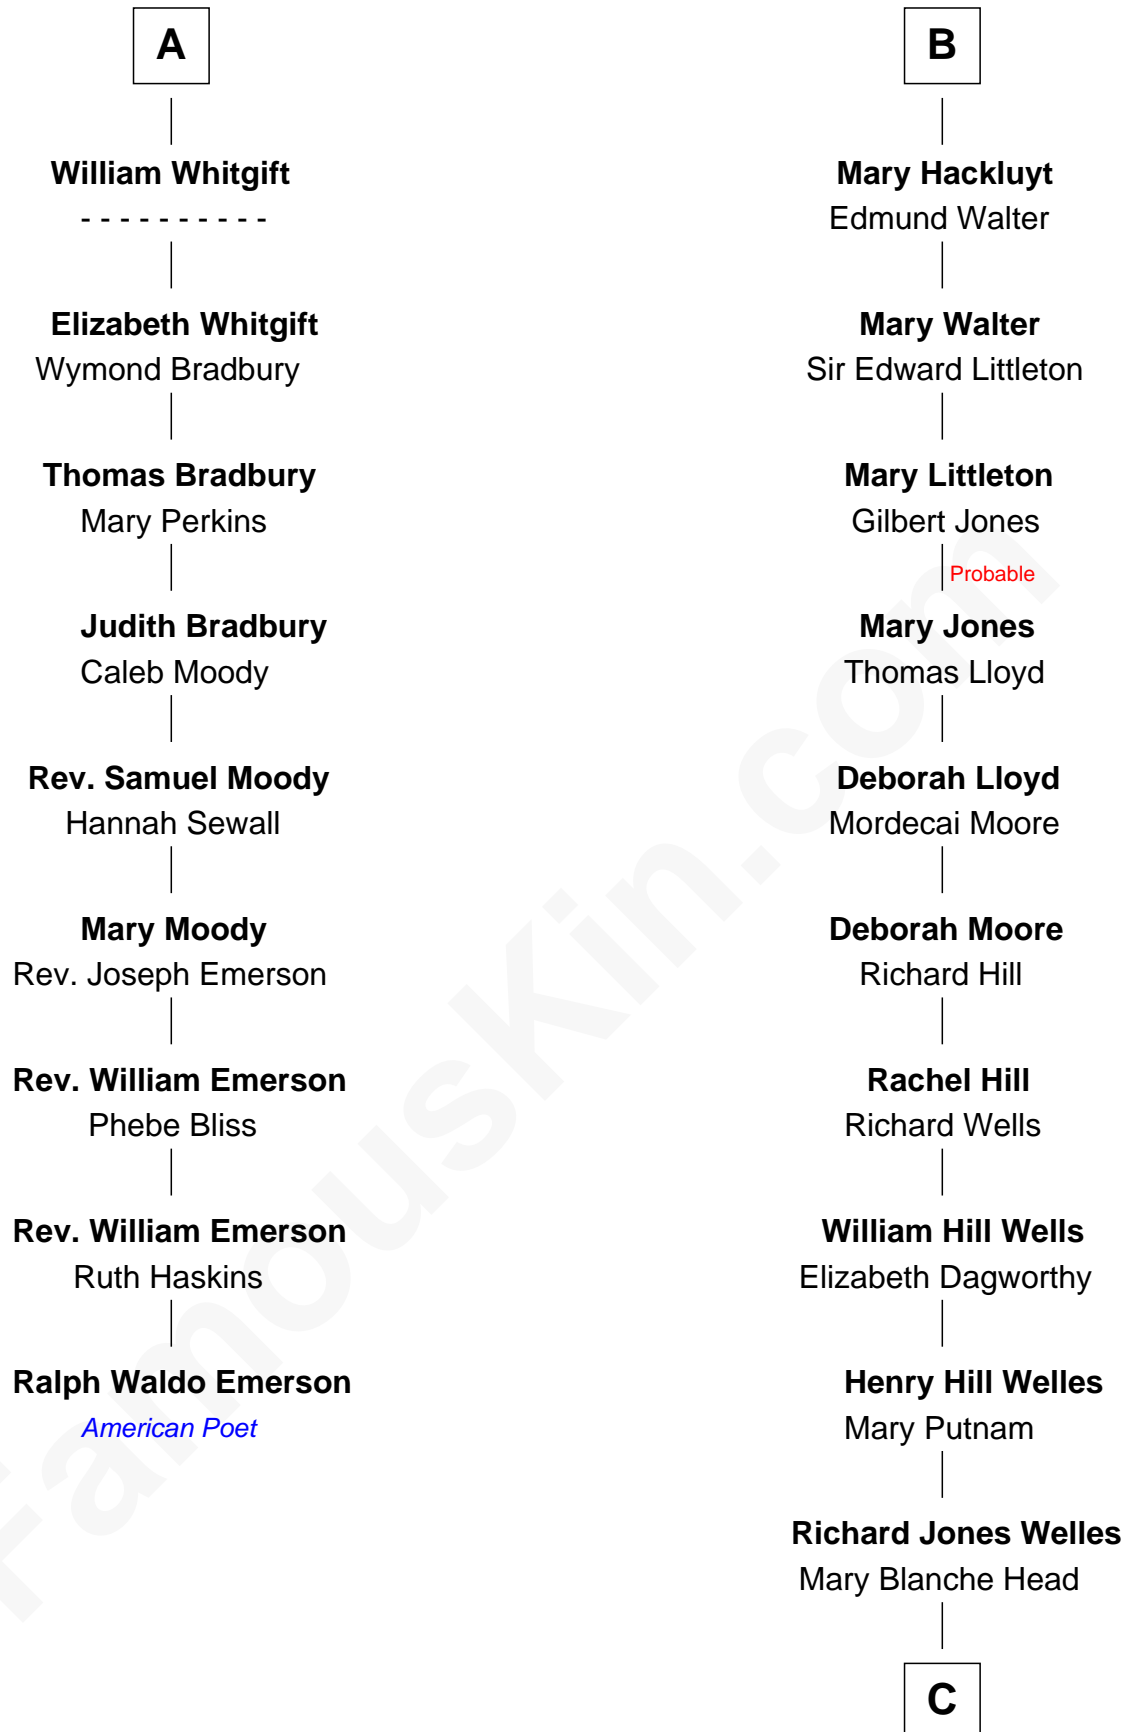 A
William Whitgift
- - - - - - - - - -
Elizabeth Whitgift
Wymond Bradbury
Thomas Bradbury
Mary Perkins
Judith Bradbury
Caleb Moody
Rev. Samuel Moody
Hannah Sewall
Mary Moody
Rev. Joseph Emerson
Rev. William Emerson
Phebe Bliss
Rev. William Emerson
Ruth Haskins
Ralph Waldo Emerson
American Poet
B
Mary Hackluyt
Edmund Walter
Mary Walter
Sir Edward Littleton
Mary Littleton
Gilbert Jones
Probable
Mary Jones
Thomas Lloyd
Deborah Lloyd
Mordecai Moore
Deborah Moore
Richard Hill
Rachel Hill
Richard Wells
William Hill Wells
Elizabeth Dagworthy
Henry Hill Welles
Mary Putnam
Richard Jones Welles
Mary Blanche Head
C
FamousKin.com